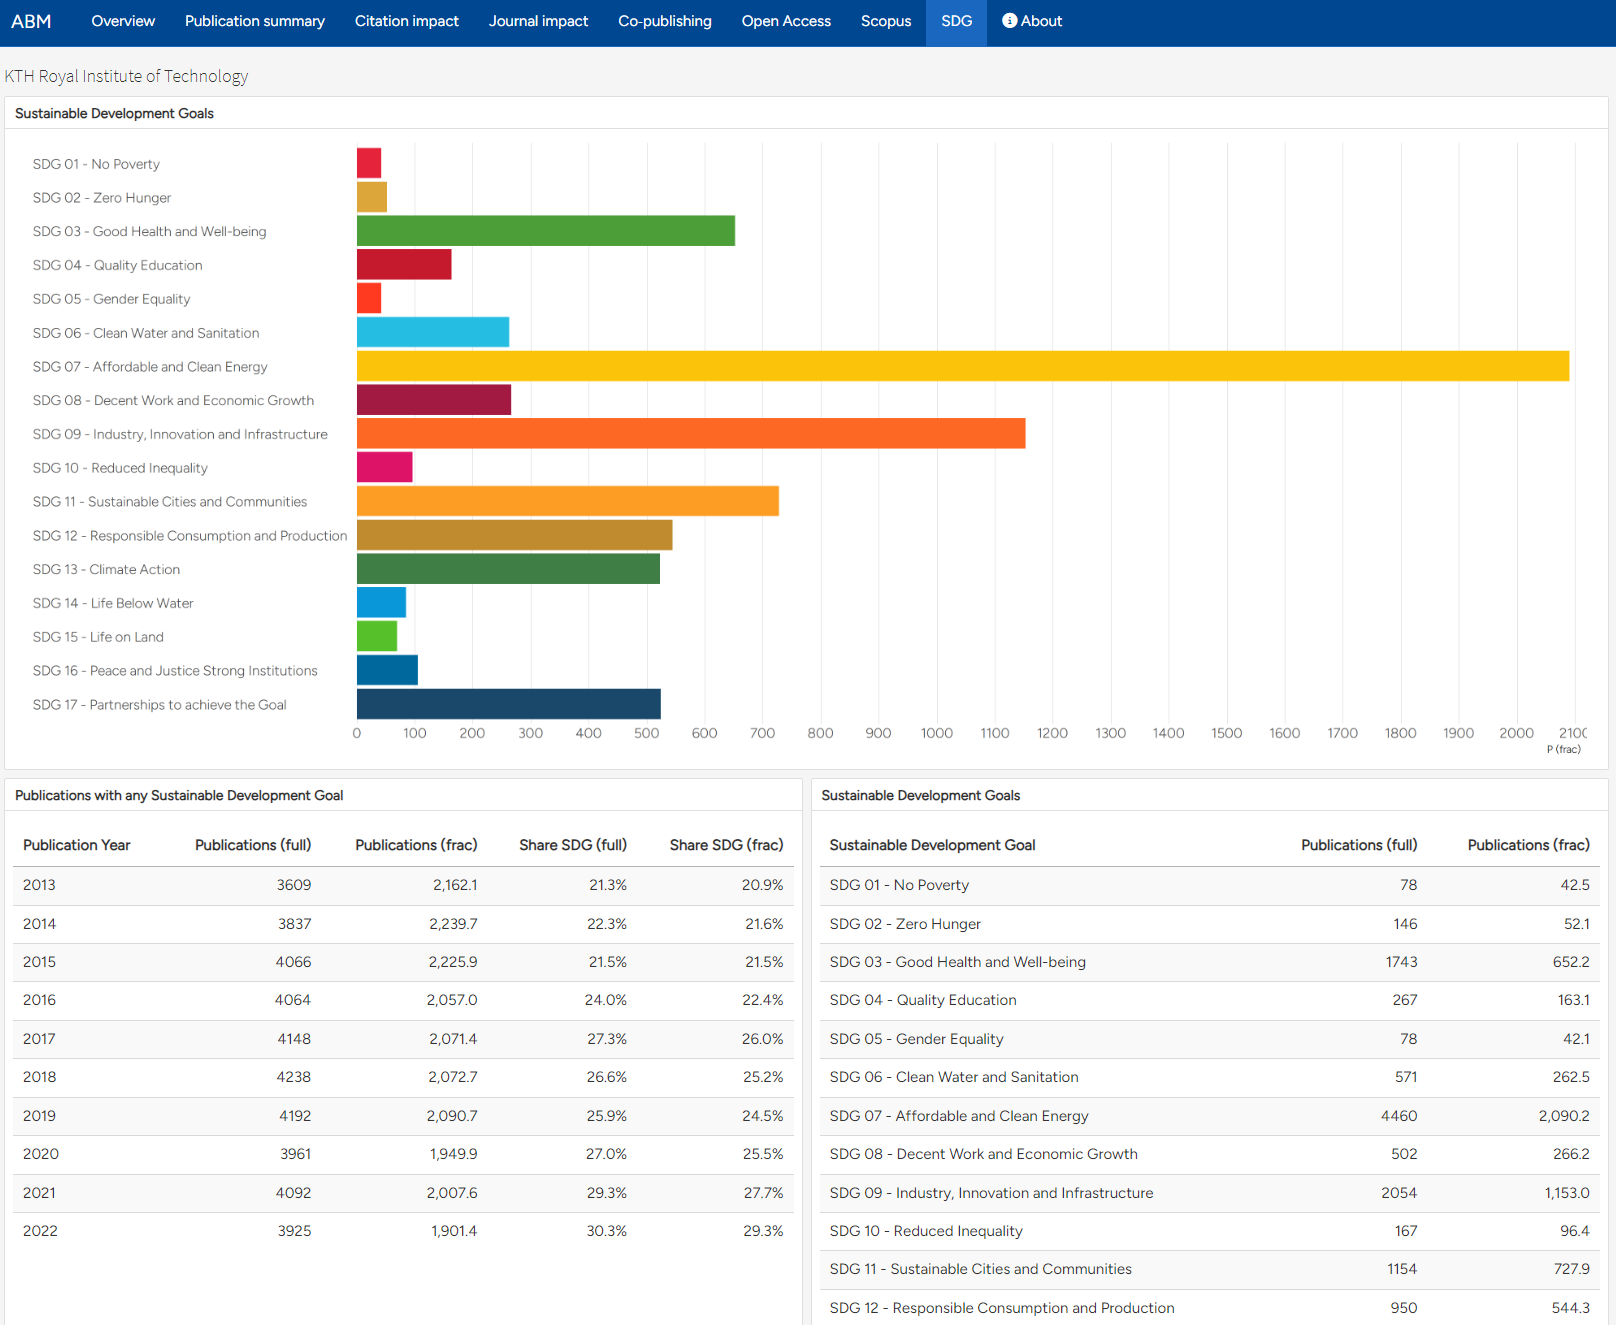 ABM Overview Publication summary Citation impact Journal impact Co-publishing Open Access Scopus SDG About
KTH Royal Institute of Technology
Sustainable Development Goals
SDG 01 - No Poverty
SDG 02 - Zero Hunger
SDG 03 - Good Health and Well-being
SDG 04 - Quality Education
SDG 05 - Gender Equality
SDG 06 - Clean Water and Sanitation
SDG 07 - Affordable and Clean Energy
SDG 08 - Decent Work and Economic Growth
SDG 09 - Industry, Innovation and Infrastructure
SDG 10 - Reduced Inequality
SDG 11 - Sustainable Cities and Communities
SDG 12 - Responsible Consumption and Production
SDG 13 - Climate Action
SDG 14 - Life Below Water
SDG 15 - Life on Land
SDG 16 - Peace and Justice Strong Institutions
SDG 17 - Partnerships to achieve the Goal
0 100 200 300 400 500 600 700 800 900 1000 1100 1200 1300 1400 1500 1600 1700 1800 1900 2000 2100
P (frac)
Publications with any Sustainable Development Goal
Publication Year Publications (full) Publications (frac) Share SDG (full) Share SDG (frac)
2013 3609 2,162.1 21.3% 20.9%
2014 3837 2,239.7 22.3% 21.6%
2015 4066 2,225.9 21.5% 21.5%
2016 4064 2,057.0 24.0% 22.4%
2017 4148 2,071.4 27.3% 26.0%
2018 4238 2,072.7 26.6% 25.2%
2019 4192 2,090.7 25.9% 24.5%
2020 3961 1,949.9 27.0% 25.5%
2021 4092 2,007.6 29.3% 27.7%
2022 3925 1,901.4 30.3% 29.3%
Sustainable Development Goals
Sustainable Development Goal Publications (full) Publications (frac)
SDG 01 - No Poverty 78 42.5
SDG 02 - Zero Hunger 146 52.1
SDG 03 - Good Health and Well-being 1743 652.2
SDG 04 - Quality Education 267 163.1
SDG 05 - Gender Equality 78 42.1
SDG 06 - Clean Water and Sanitation 571 262.5
SDG 07 - Affordable and Clean Energy 4460 2,090.2
SDG 08 - Decent Work and Economic Growth 502 266.2
SDG 09 - Industry, Innovation and Infrastructure 2054 1,153.0
SDG 10 - Reduced Inequality 167 96.4
SDG 11 - Sustainable Cities and Communities 1154 727.9
SDG 12 - Responsible Consumption and Production 950 544.3